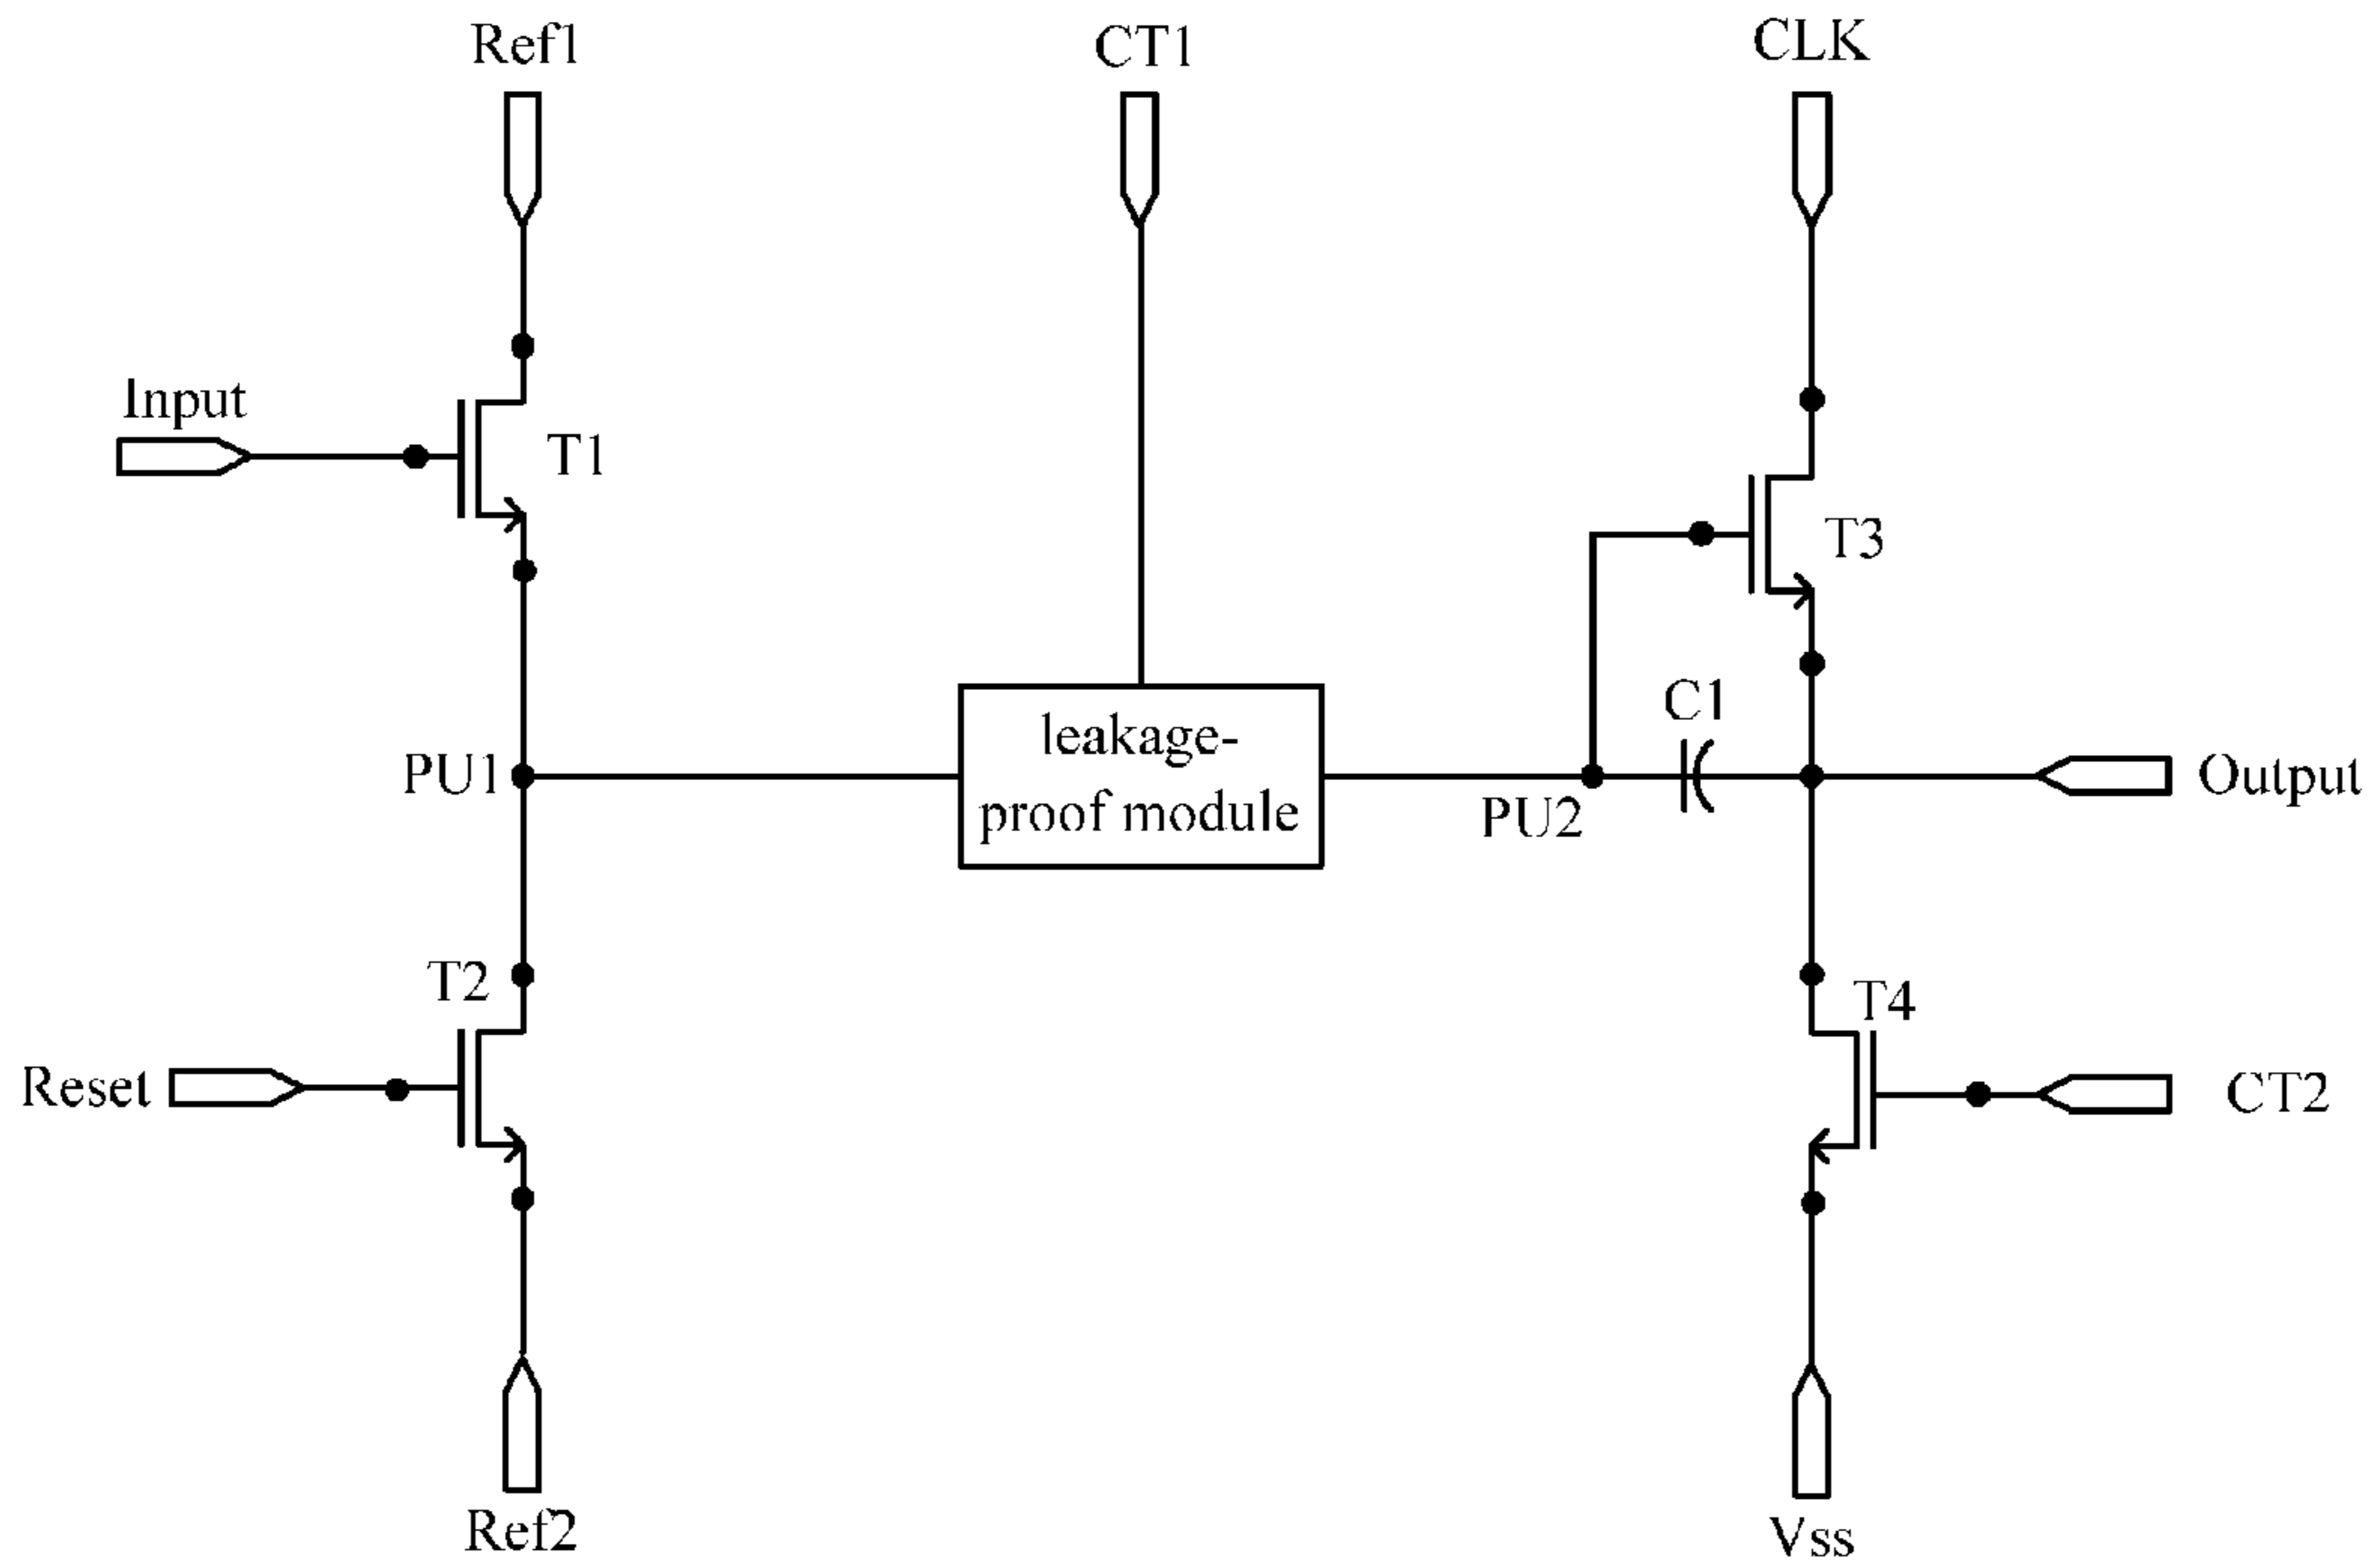 Ref1
CT1
CLK
Input
T1
T3
C1
leakage-
proof module
PU1
PU2
Output
T2
T4
Reset
CT2
Ref2
Vss